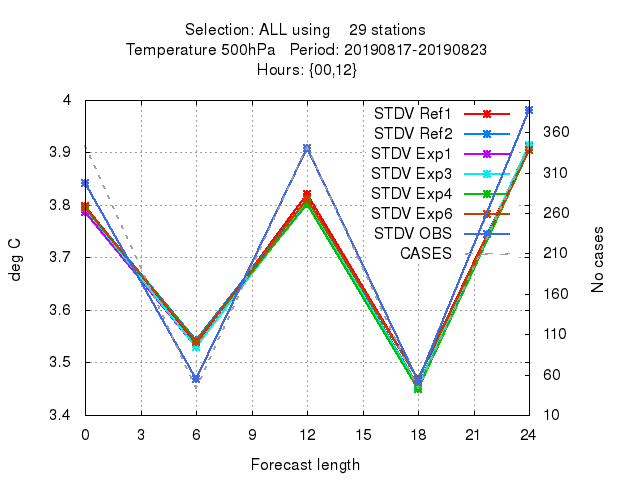 Selection: ALL using 29 stations
Temperature 500hPa Period: 20190817-20190823
Hours: {00,12}
4
3.9
3.8
3.7
3.6
3.5
3.4
deg C
STDV Ref1
STDV Ref2
STDV Exp1
STDV Exp3
STDV Exp4
STDV Exp6
STDV OBS
CASES
360
310
260
210
160
110
60
10
No cases
0 3 6 9 12 15 18 21 24
Forecast length